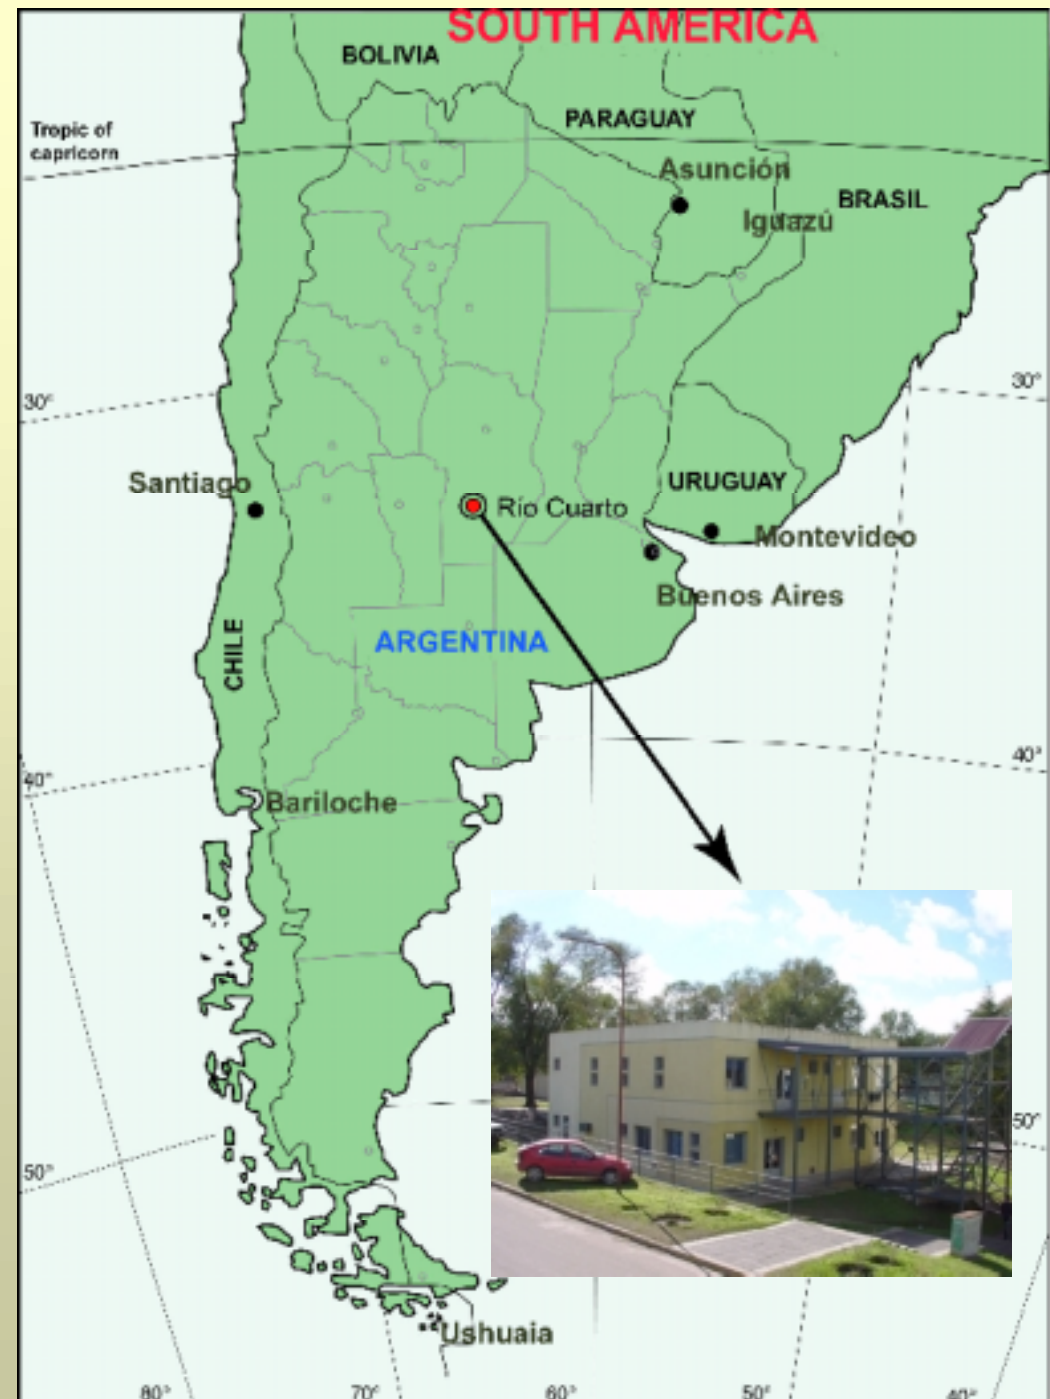 SOUTH AMERICA
BOLIVIA
Tropic of
capricorn
PARAGUAY
Asunción
BRASIL
Iguazú
30°
30°
Santiago
Río Cuarto
URUGUAY
Montevideo
Buenos Aires
CHILE
ARGENTINA
40°
40°
Bariloche
50°
50°
Ushuaia
80°
70°
60°
50°
40°